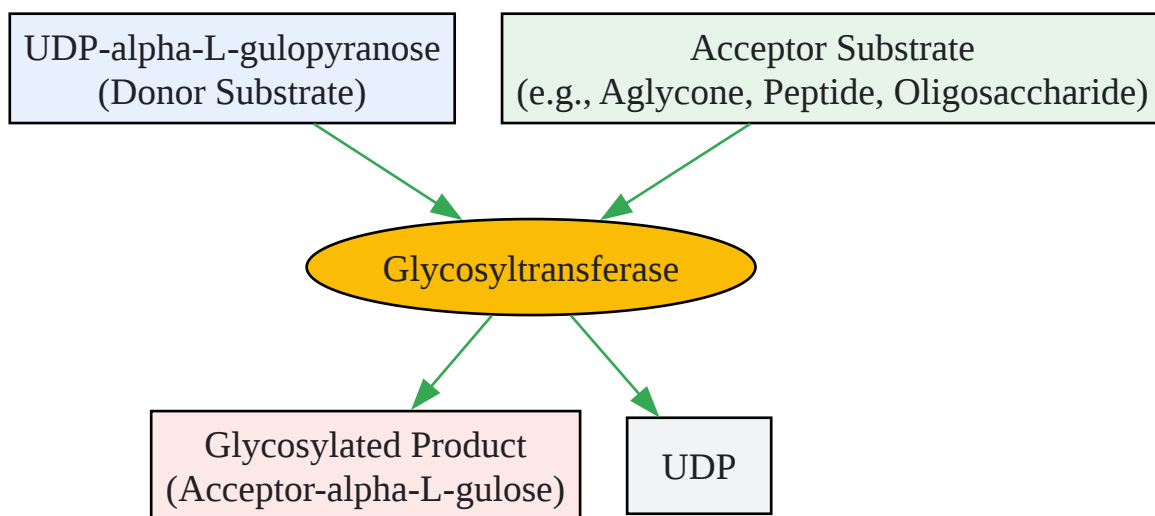 UDP-alpha-L-gulopyranose
(Donor Substrate)
Acceptor Substrate
(e.g., Aglycone, Peptide, Oligosaccharide)
Glycosyltransferase
Glycosylated Product
(Acceptor-alpha-L-gulose)
UDP